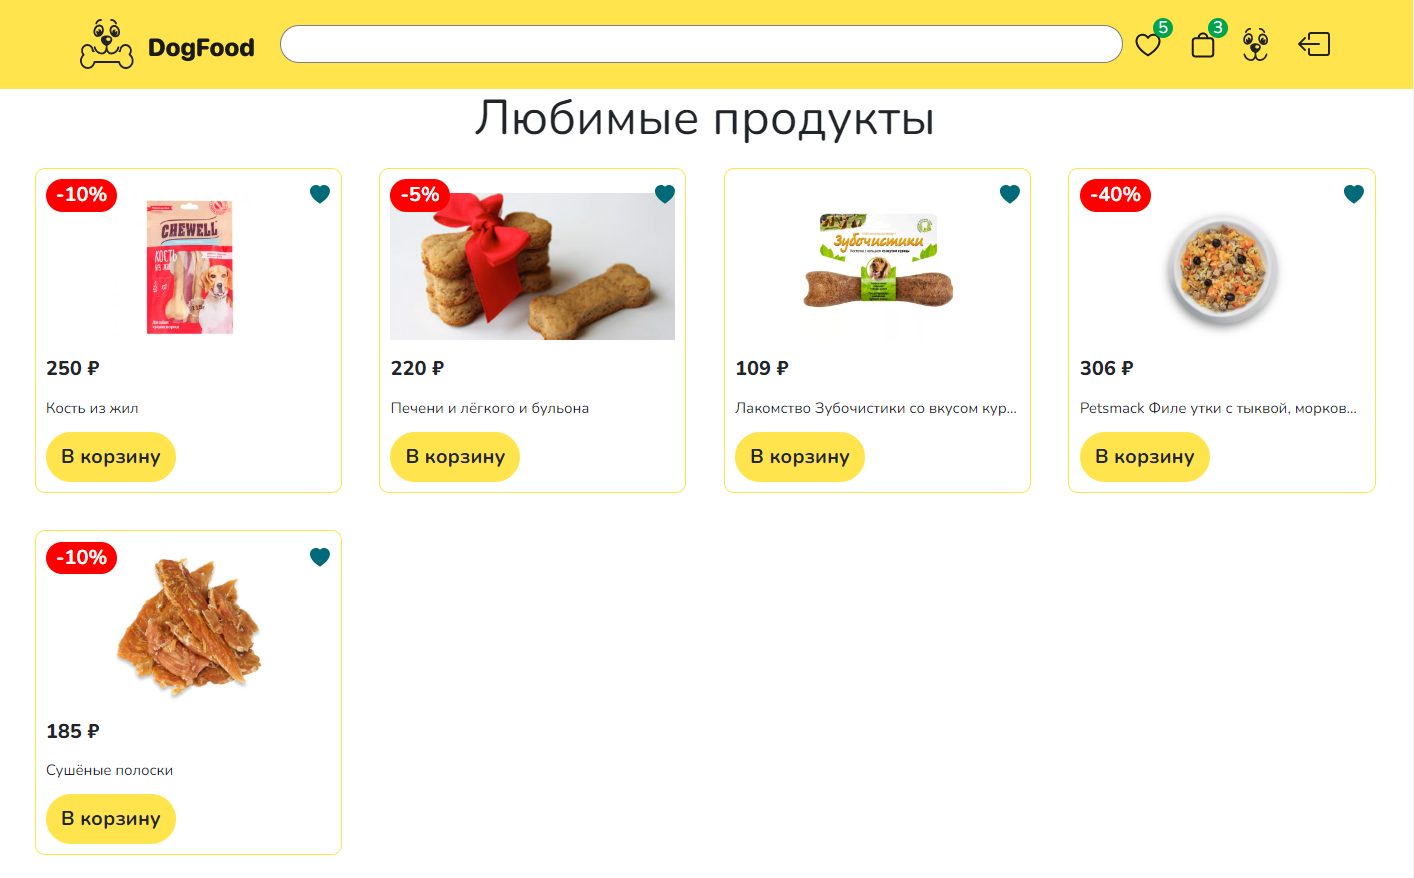 DogFood
5
3
Любимые продукты
-10%
CHEWELL
КОСТЬ
ИЗ ЖИ
250 ₽
Кость из жил
В корзину
-5%
220 ₽
Печени и лёгкого и бульона
В корзину
Зубочистики
109 ₽
Лакомство Зубочистики со вкусом кур...
В корзину
-40%
306 ₽
Petsmack Филе утки с тыквой, морков...
В корзину
-10%
185 ₽
Сушёные полоски
В корзину